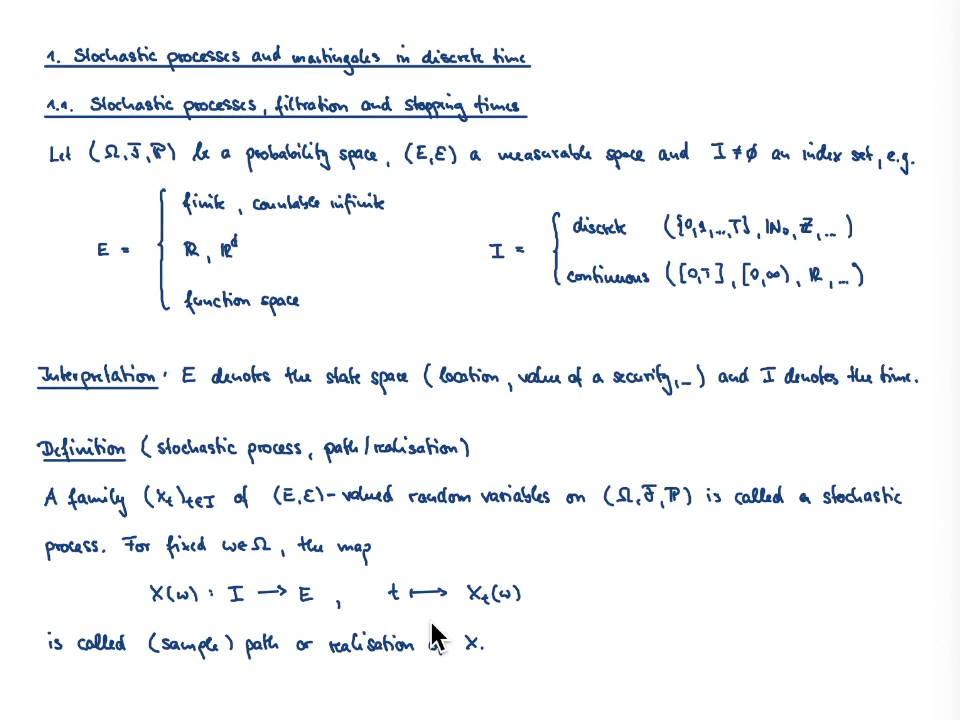 1. Stochastic processes and martingales in discrete time
1.1. Stochastic processes, filtration and stopping times
Let (Ω,ℱ,ℙ) be a probability space, (E,ℰ) a measurable space and I ≠ ∅ an index set, e.g.
E = { finite, countable infinite
ℝ, ℝ^d
function space
I = { discrete ({0,1,...,T}, ℕ₀, ℤ, ...)
continuous ([0,T], [0,∞), ℝ, ...)
Interpretation: E denotes the state space (location, value of a security, ...) and I denotes the time.
Definition (stochastic process, path/realisation)
A family (X_t)_{t∈I} of (E,ℰ)-valued random variables on (Ω,ℱ,ℙ) is called a stochastic
process. For fixed ω∈Ω, the map
X(ω) : I ⟶ E , t ⟼ X_t(ω)
is called (sample) path or realisation X.